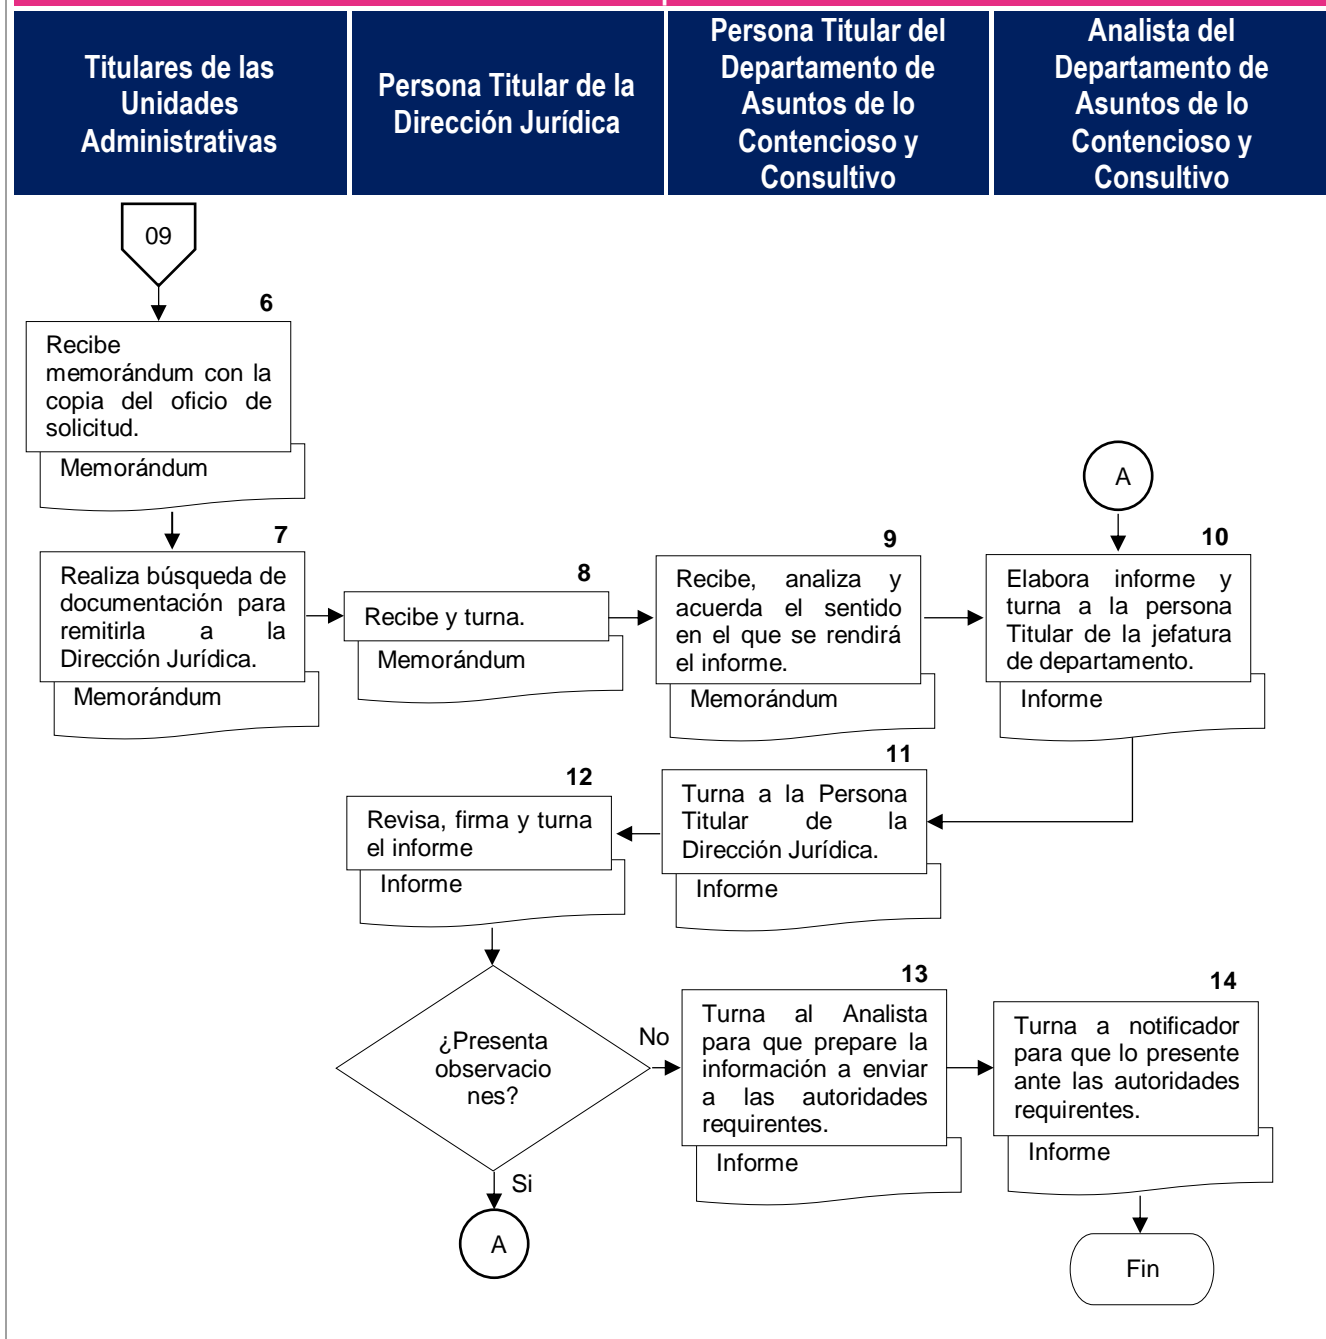 Titulares de las
Unidades
Administrativas
Persona Titular de la
Dirección Jurídica
Persona Titular del
Departamento de
Asuntos de lo
Contencioso y
Consultivo
Analista del
Departamento de
Asuntos de lo
Contencioso y
Consultivo
09
6
Recibe
memorándum con la
copia del oficio de
solicitud.
Memorándum
A
7
Realiza búsqueda de
documentación para
remitirla a la
Dirección Jurídica.
Memorándum
8
Recibe y turna.
Memorándum
9
Recibe, analiza y
acuerda el sentido
en el que se rendirá
el informe.
Memorándum
10
Elabora informe y
turna a la persona
Titular de la jefatura
de departamento.
Informe
11
Turna a la Persona
Titular de la
Dirección Jurídica.
Informe
12
Revisa, firma y turna
el informe
Informe
¿Presenta
observacio
nes?
No
Si
A
13
Turna al Analista
para que prepare la
información a enviar
a las autoridades
requirentes.
Informe
14
Turna a notificador
para que lo presente
ante las autoridades
requirentes.
Informe
Fin